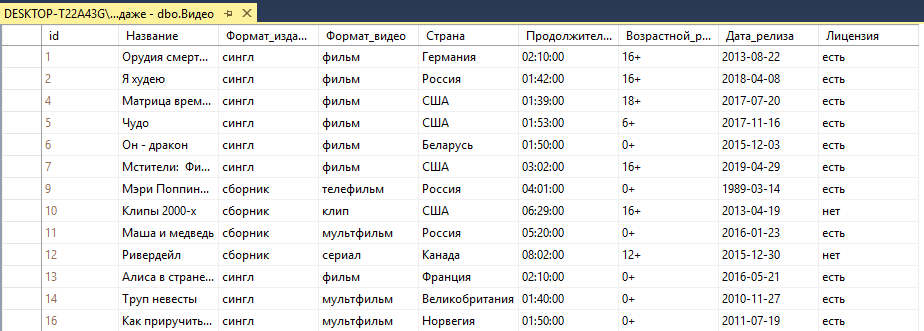 DESKTOP-T22A43G\...даже - dbo.Видео
id Название Формат_изда... Формат_видео Страна Продолжител... Возрастной_р... Дата_релиза Лицензия
1 Орудия смерт... сингл фильм Германия 02:10:00 16+ 2013-08-22 есть
2 Я худею сингл фильм Россия 01:42:00 16+ 2018-04-08 есть
4 Матрица врем... сингл фильм США 01:39:00 18+ 2017-07-20 есть
5 Чудо сингл фильм США 01:53:00 6+ 2017-11-16 есть
6 Он - дракон сингл фильм Беларусь 01:50:00 0+ 2015-12-03 есть
7 Мстители: Фи... сингл фильм США 03:02:00 16+ 2019-04-29 есть
9 Мэри Поппин... сборник телефильм Россия 04:01:00 0+ 1989-03-14 есть
10 Клипы 2000-х сборник клип США 06:29:00 16+ 2013-04-19 нет
11 Маша и медведь сборник мультфильм Россия 05:20:00 0+ 2016-01-23 есть
12 Ривердейл сборник сериал Канада 08:02:00 12+ 2015-12-30 нет
13 Алиса в стране... сингл фильм Франция 02:10:00 0+ 2016-05-21 есть
14 Труп невесты сингл мультфильм Великобритания 01:40:00 0+ 2010-11-27 есть
16 Как приручить... сингл мультфильм Норвегия 01:50:00 0+ 2011-07-19 есть